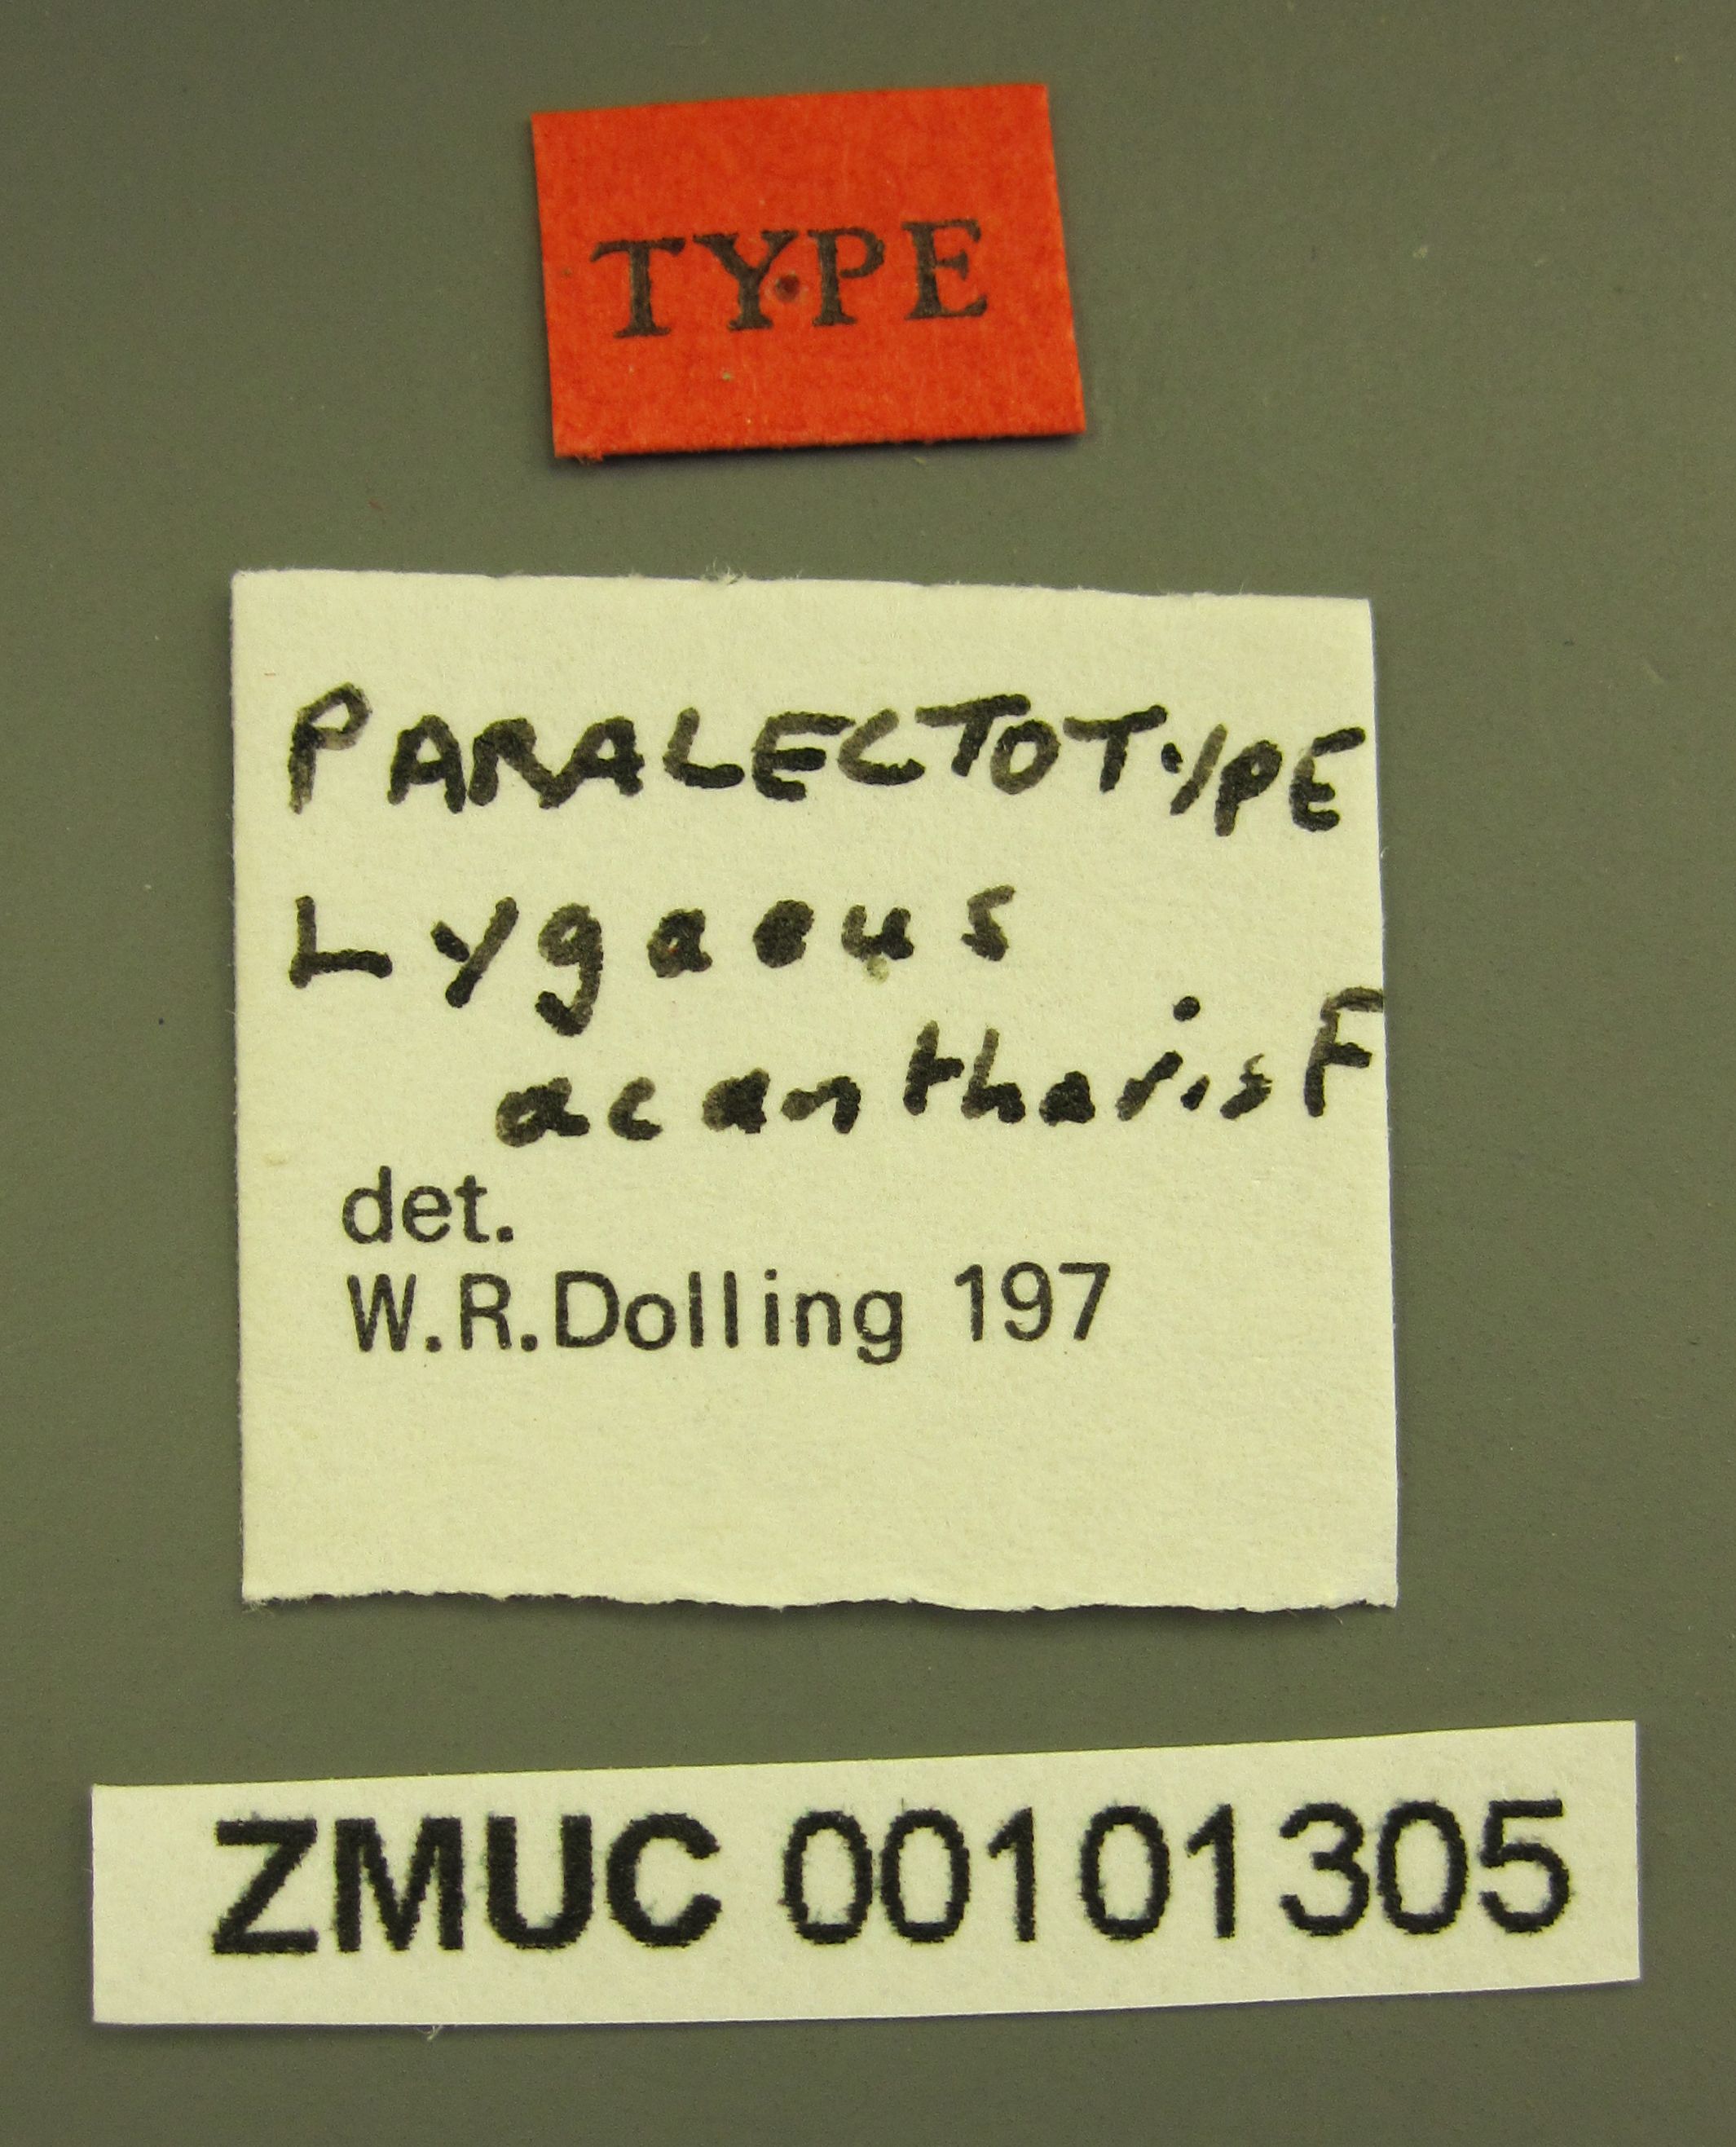 TYPE
PARALECTOTYPE
Lygaeus
acantharis F
det.
W.R.Dolling 197
ZMUC 00101305